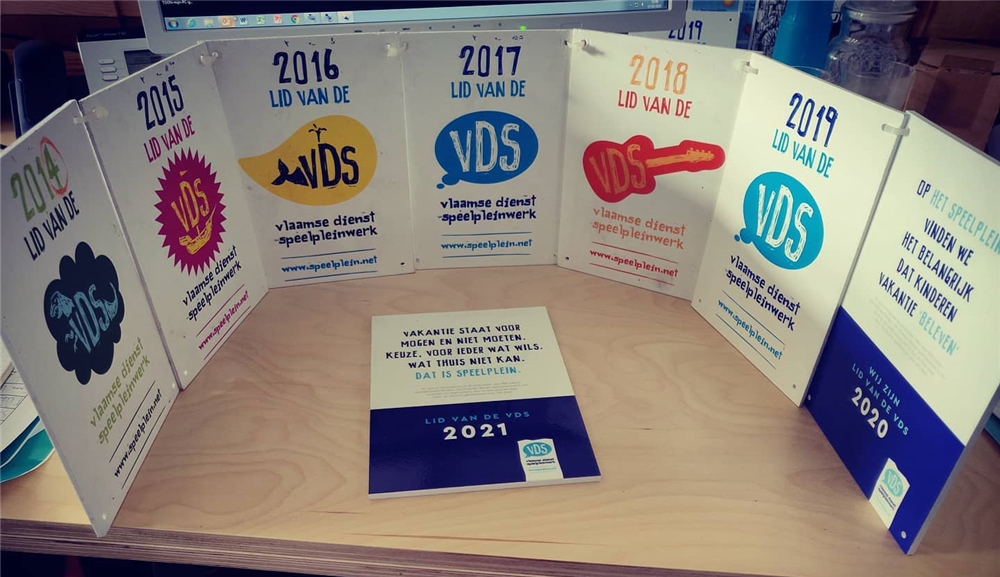 2014
LID VAN DE
VDS
vlaamse dienst
speelpleinwerk
www.speelplein.net
2015
LID VAN DE
VDS
vlaamse dienst
speelpleinwerk
www.speelplein.net
2016
LID VAN DE
VDS
vlaamse dienst
speelpleinwerk
www.speelplein.net
2017
LID VAN DE
VDS
vlaamse dienst
speelpleinwerk
www.speelplein.net
2018
LID VAN DE
VDS
vlaamse dienst
speelpleinwerk
www.speelplein.net
2019
2019
LID VAN DE
VDS
vlaamse dienst
speelpleinwerk
www.speelplein.net
OP HET SPEELPLEIN
VINDEN WE
HET BELANGRIJK
DAT KINDEREN
VAKANTIE 'BELEVEN'
WIJ ZIJN
LID VAN DE VDS
2020
VDS
VAKANTIE STAAT VOOR
MOGEN EN NIET MOETEN.
KEUZE, VOOR IEDER WAT WILS.
WAT THUIS NIET KAN.
DAT IS SPEELPLEIN.
LID VAN DE VDS
2021
VDS
vlaamse dienst
speelpleinwerk